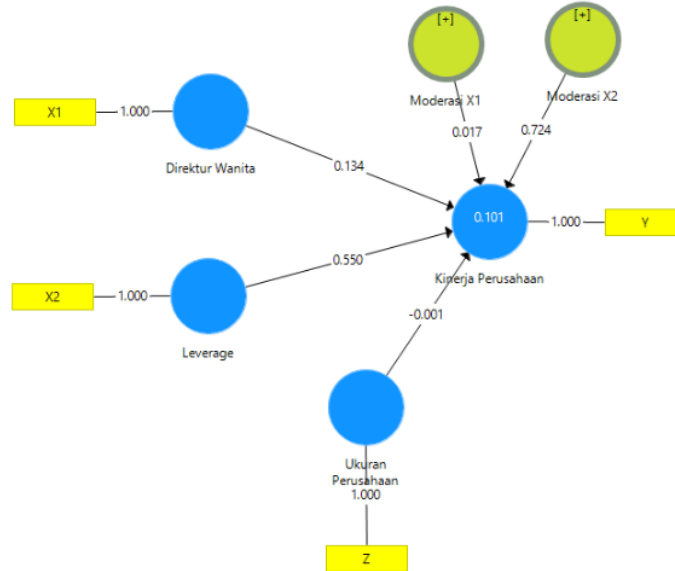 [+]
[+]
Moderasi X1
Moderasi X2
X1
1.000
Direktur Wanita
0.017
0.724
0.134
0.101
Kinerja Perusahaan
1.000
Y
0.550
X2
1.000
Leverage
-0.001
Ukuran
Perusahaan
1.000
Z